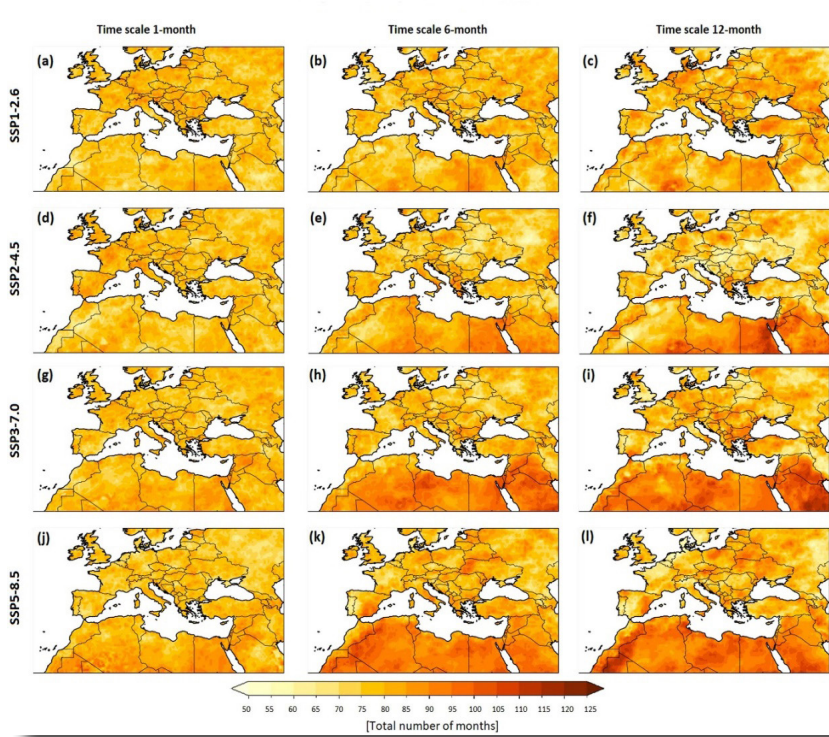 Time scale 1-month Time scale 6-month Time scale 12-month
SSP1-2.6 (a) (b) (c)
SSP2-4.5 (d) (e) (f)
SSP3-7.0 (g) (h) (i)
SSP5-8.5 (j) (k) (l)
50 55 60 65 70 75 80 85 90 95 100 105 110 115 120 125
[Total number of months]